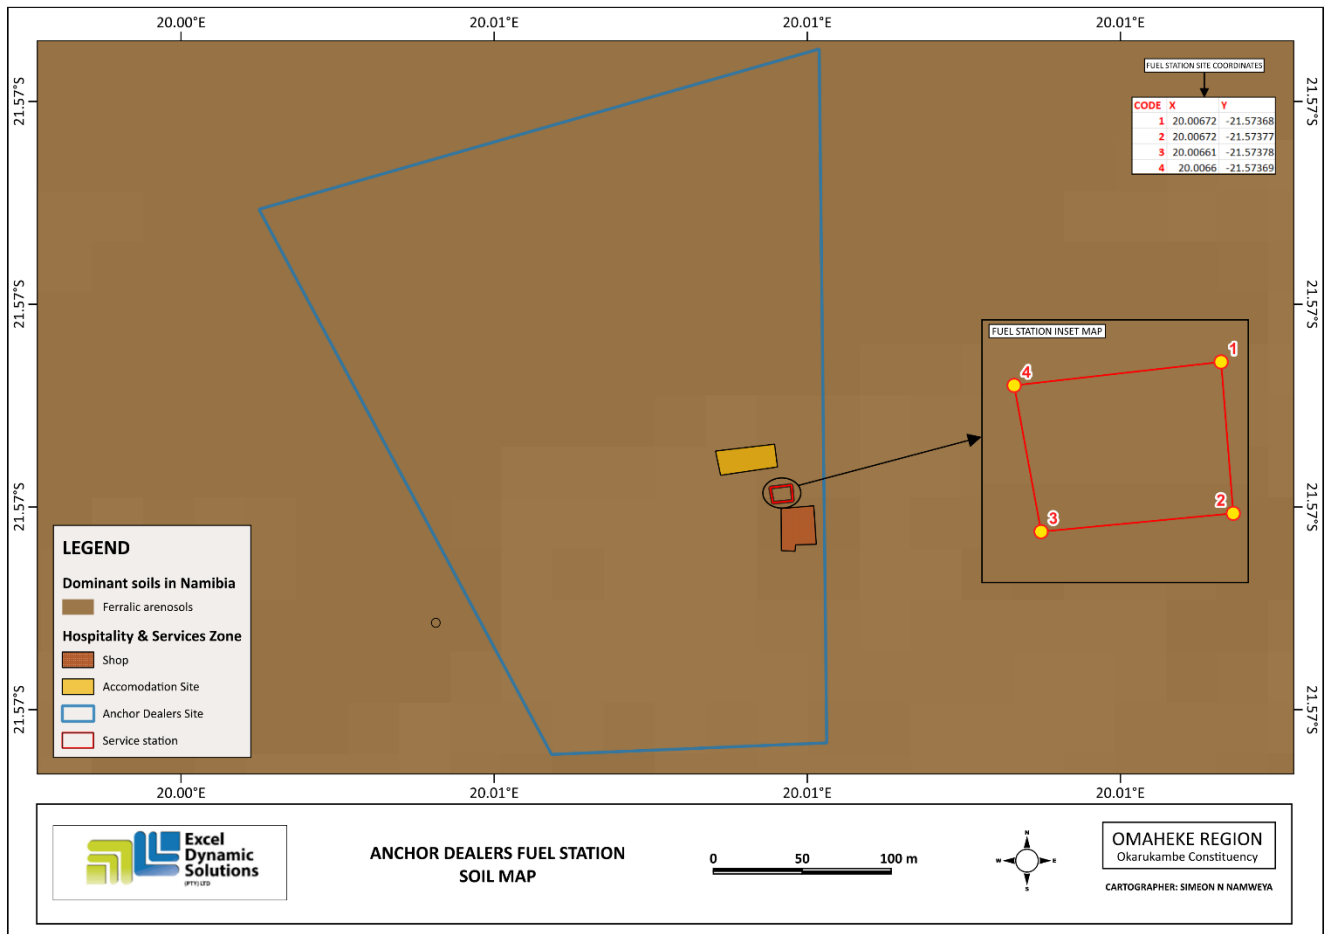 20.00°E 20.01°E 20.01°E 20.01°E
21.57°S
21.57°S
21.57°S
21.57°S
21.57°S
21.57°S
21.57°S
21.57°S
FUEL STATION SITE COORDINATES
CODE X Y
1 20.00672 -21.57368
2 20.00672 -21.57377
3 20.00661 -21.57378
4 20.0066 -21.57369
FUEL STATION INSET MAP
1
4
2
3
LEGEND
Dominant soils in Namibia
Ferralic arenosols
Hospitality & Services Zone
Shop
Accomodation Site
Anchor Dealers Site
Service station
20.00°E 20.01°E 20.01°E 20.01°E
Excel
Dynamic
Solutions
(PTY) LTD
ANCHOR DEALERS FUEL STATION
SOIL MAP
0 50 100 m
N
W E
S
OMAHEKE REGION
Okarukambe Constituency
CARTOGRAPHER: SIMEON N NAMWEYA